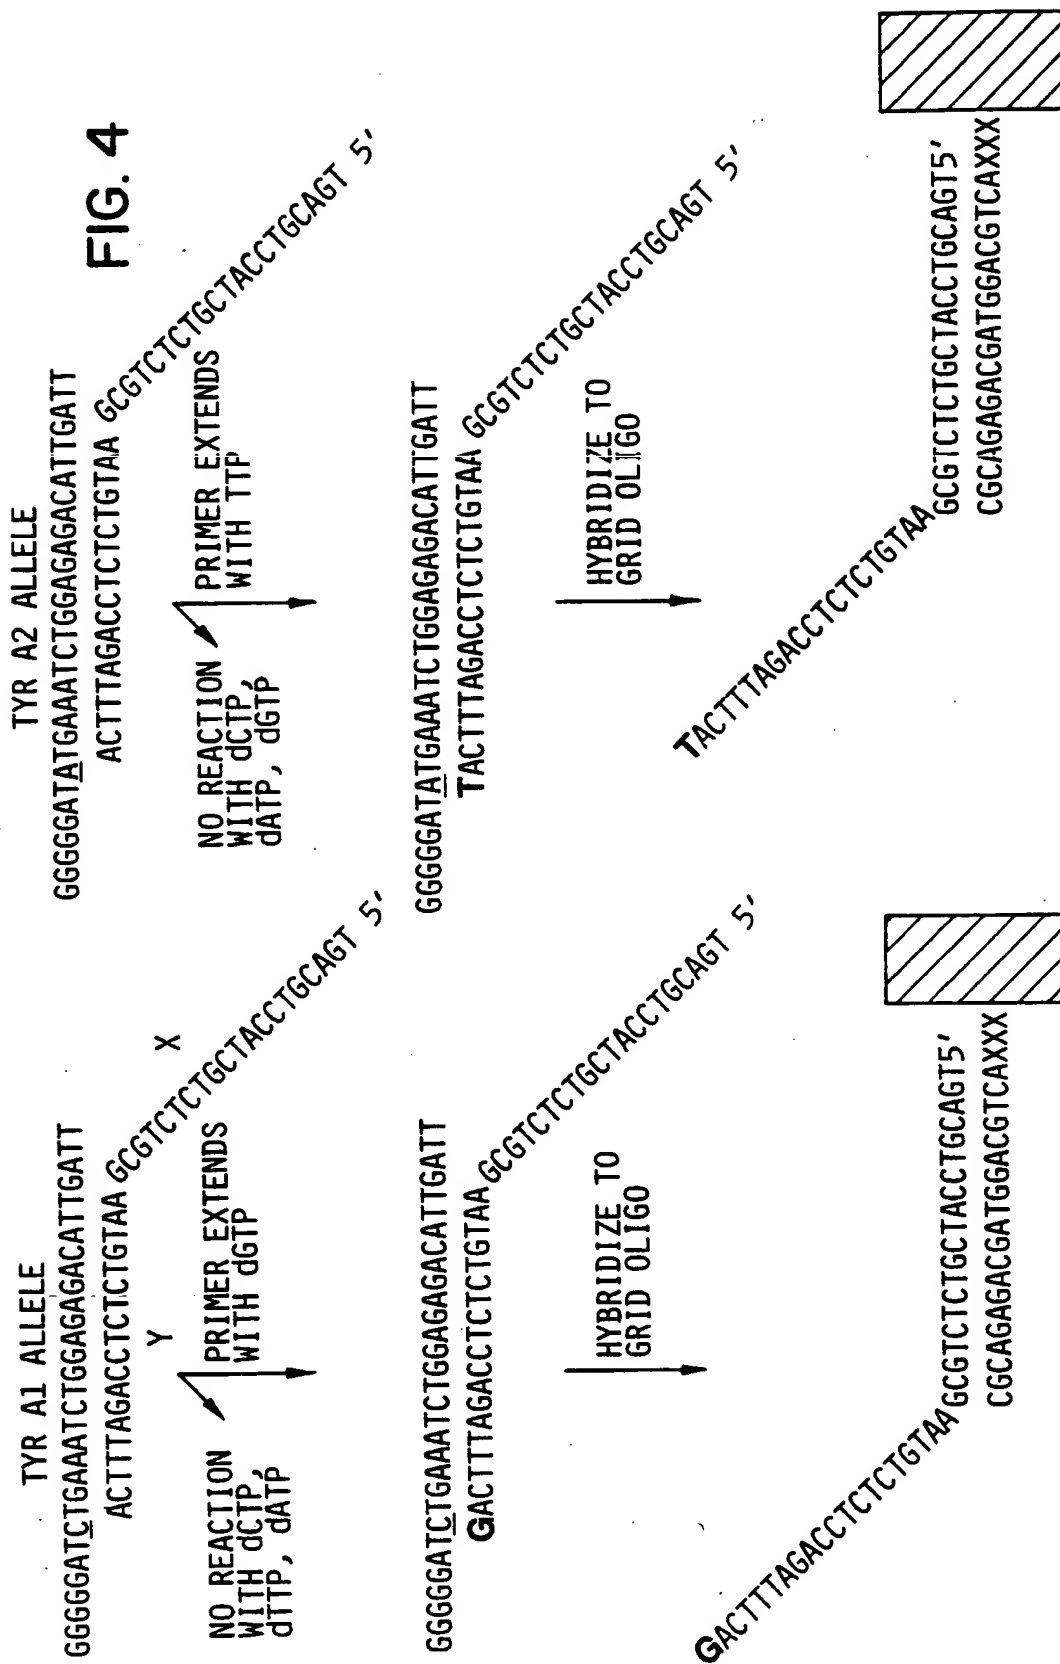 FIG. 4
TYR A1 ALLELE
GGGGATCTGAAATCTGGAGAGACATTGATT
ACTTTAGACCTCTCTGTAA GCGTCTCTGCTACCTGCAGT 5'
Y
X
NO REACTION
WITH dCTP,
dTTP, dATP
PRIMER EXTENDS
WITH dGTP
GGGGATCTGAAATCTGGAGAGACATTGATT
GACTTTAGACCTCTCTGTAA GCGTCTCTGCTACCTGCAGT 5'
HYBRIDIZE TO
GRID OLIGO
GACTTTAGACCTCTCTGTAA GCGTCTCTGCTACCTGCAGT5'
CGCAGAGACGATGGACGTCAXXX
TYR A2 ALLELE
GGGGATATGAAATCTGGAGAGACATTGATT
ACTTTAGACCTCTCTGTAA GCGTCTCTGCTACCTGCAGT 5'
NO REACTION
WITH dCTP,
dATP, dGTP
PRIMER EXTENDS
WITH TTP
GGGGATATGAAATCTGGAGAGACATTGATT
TACTTTAGACCTCTCTGTAA GCGTCTCTGCTACCTGCAGT 5'
HYBRIDIZE TO
GRID OLIGO
TACTTTAGACCTCTCTGTAA GCGTCTCTGCTACCTGCAGT5'
CGCAGAGACGATGGACGTCAXXX